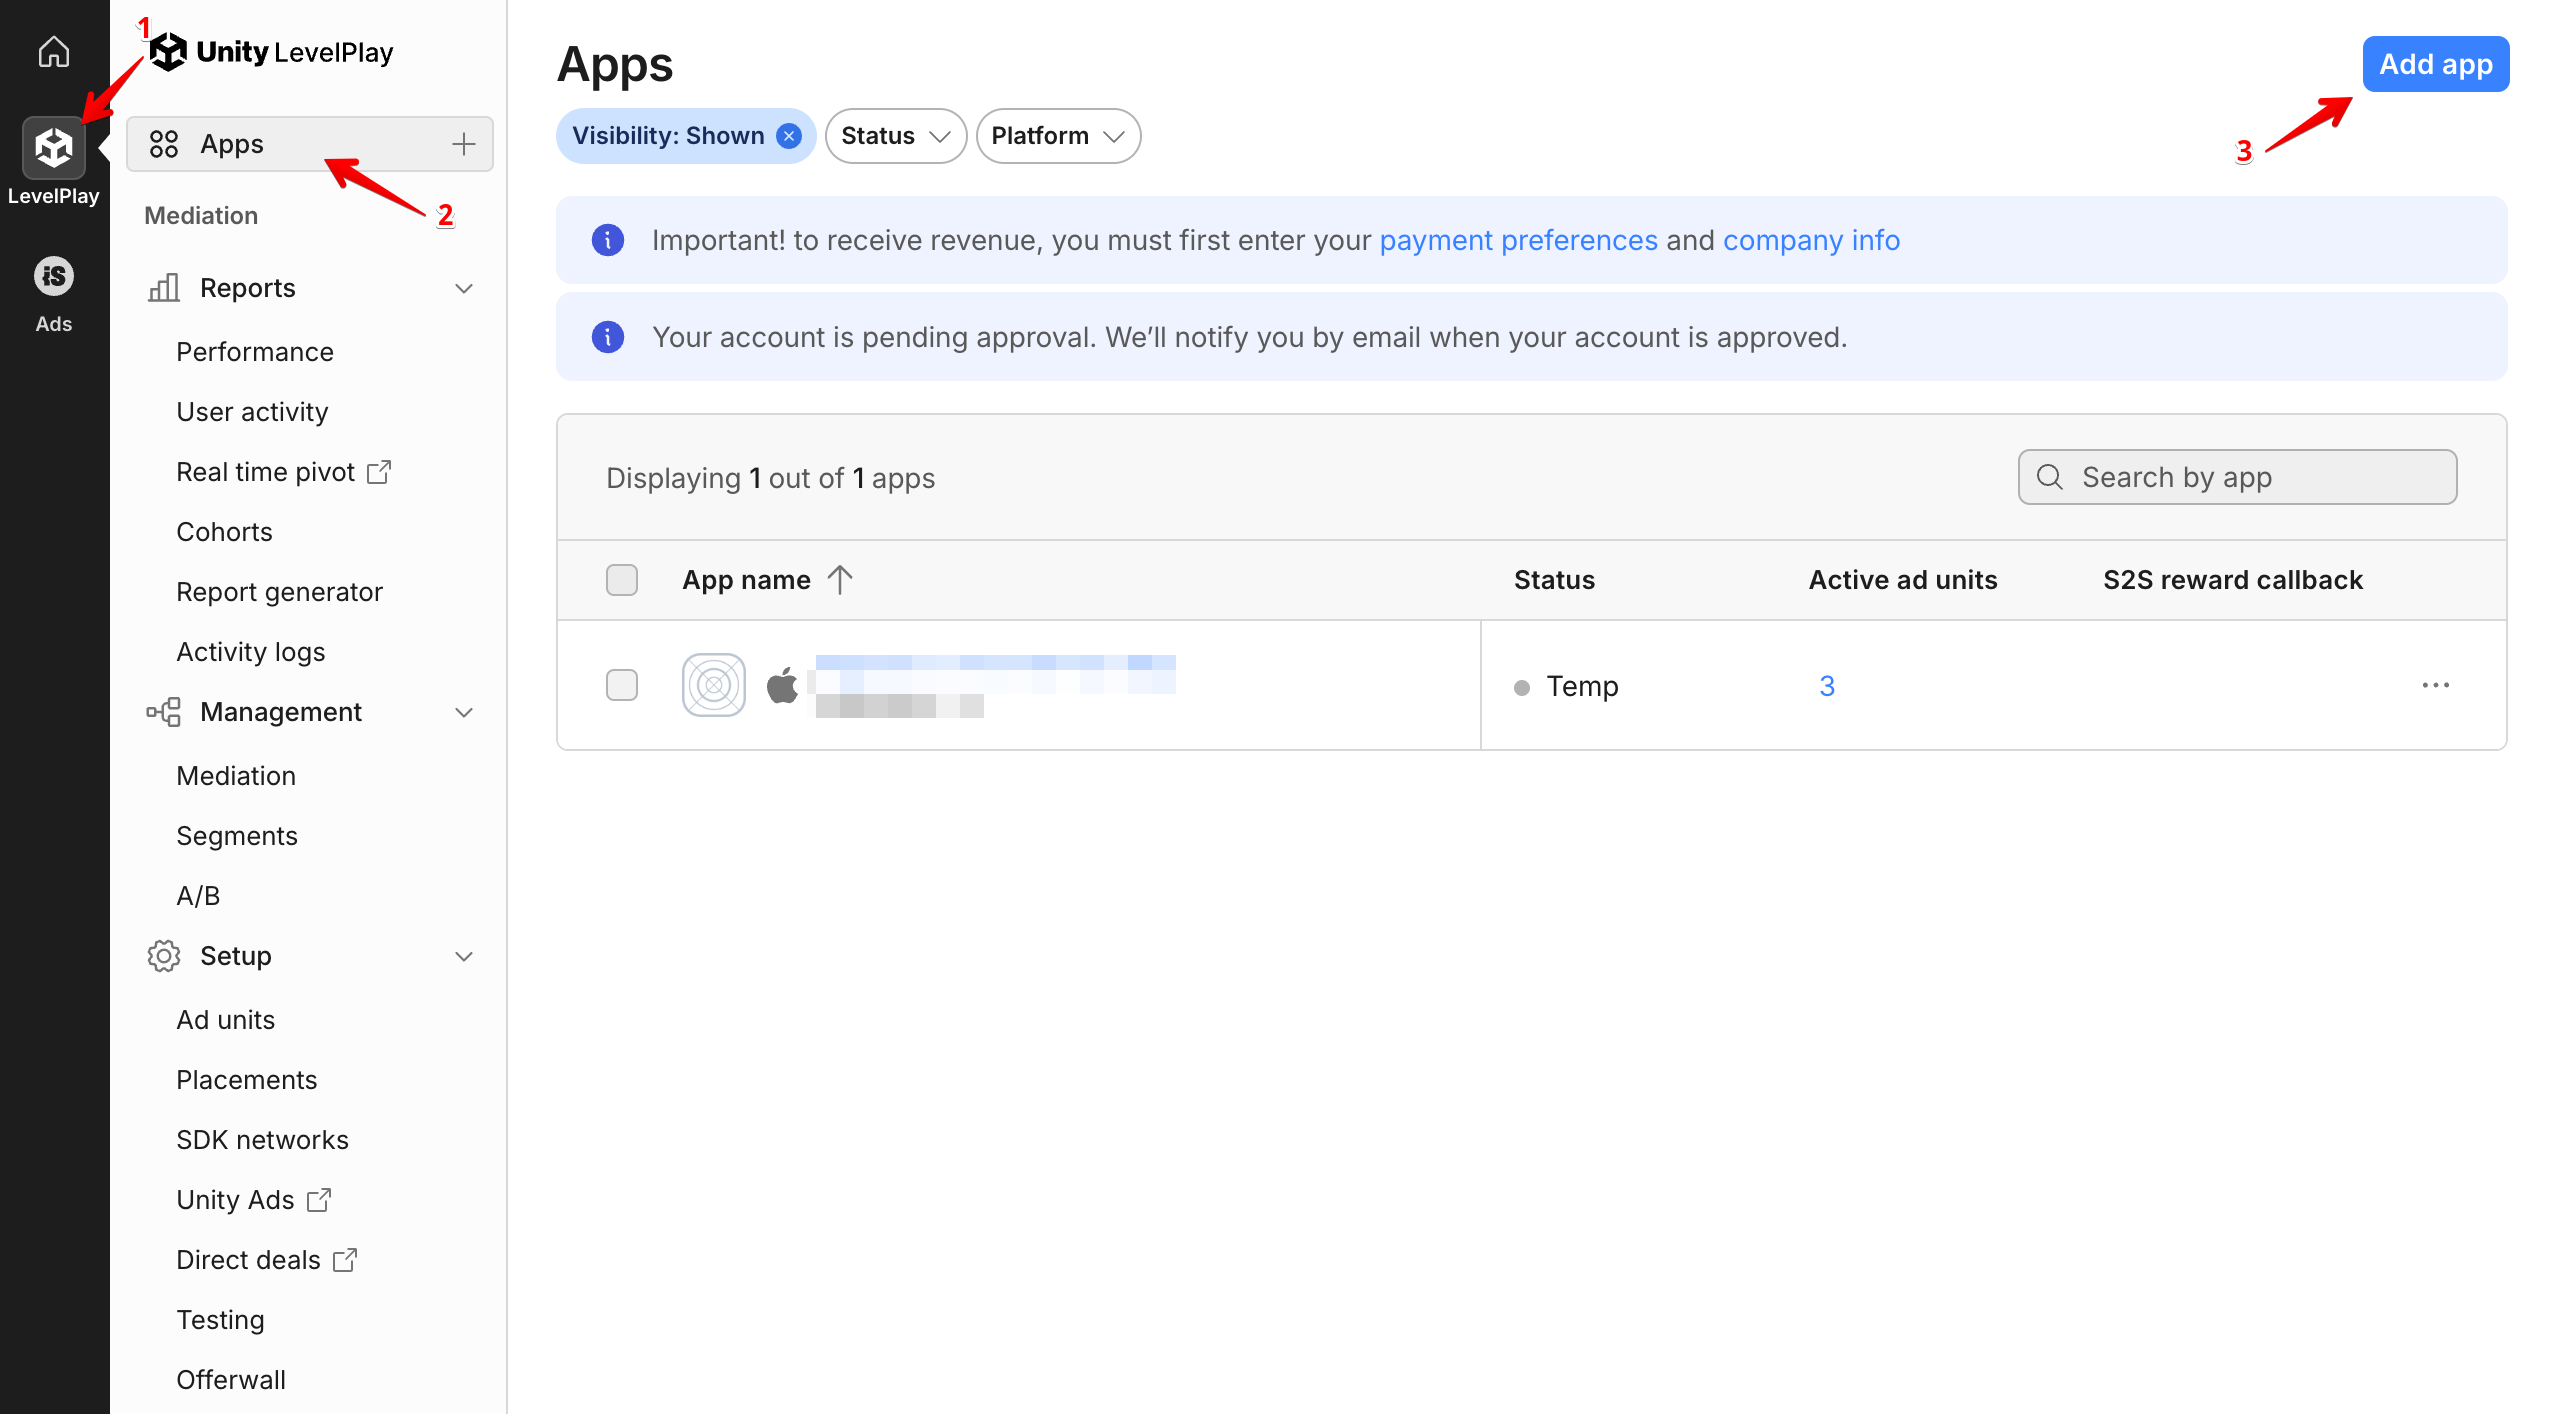 1
Unity LevelPlay
LevelPlay
iS
Ads
Apps
2
Mediation
Reports
Performance
User activity
Real time pivot
Cohorts
Report generator
Activity logs
Management
Mediation
Segments
A/B
Setup
Ad units
Placements
SDK networks
Unity Ads
Direct deals
Testing
Offerwall
Apps
Add app
3
Visibility: Shown
Status
Platform
Important! to receive revenue, you must first enter your payment preferences and company info
Your account is pending approval. We’ll notify you by email when your account is approved.
Displaying 1 out of 1 apps
Search by app
App name
Status
Active ad units
S2S reward callback
Temp
3